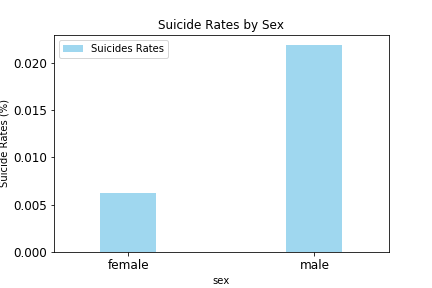 Suicide Rates by Sex
Suicides Rates
Suicide Rates (%)
0.020
0.015
0.010
0.005
0.000
female
male
sex